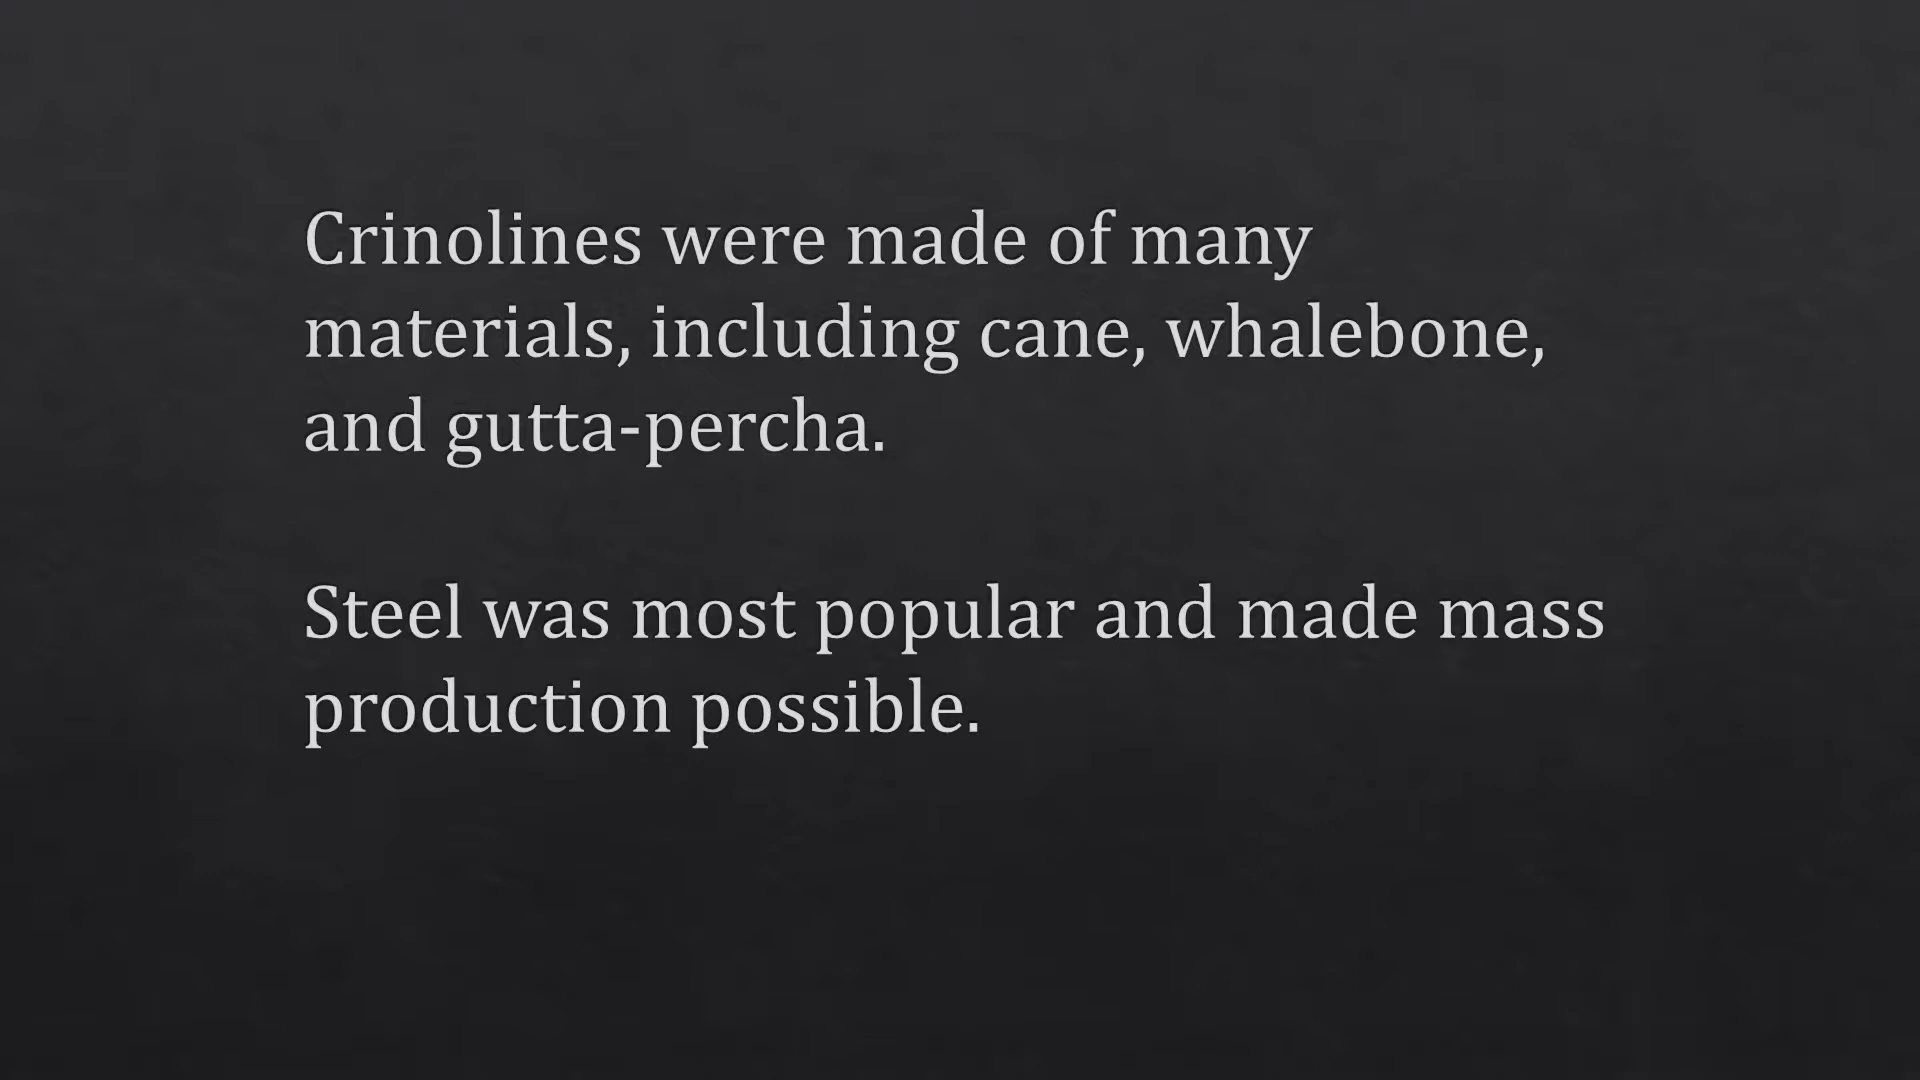 Crinolines were made of many
materials, including cane, whalebone,
and gutta-percha.
Steel was most popular and made mass
production possible.